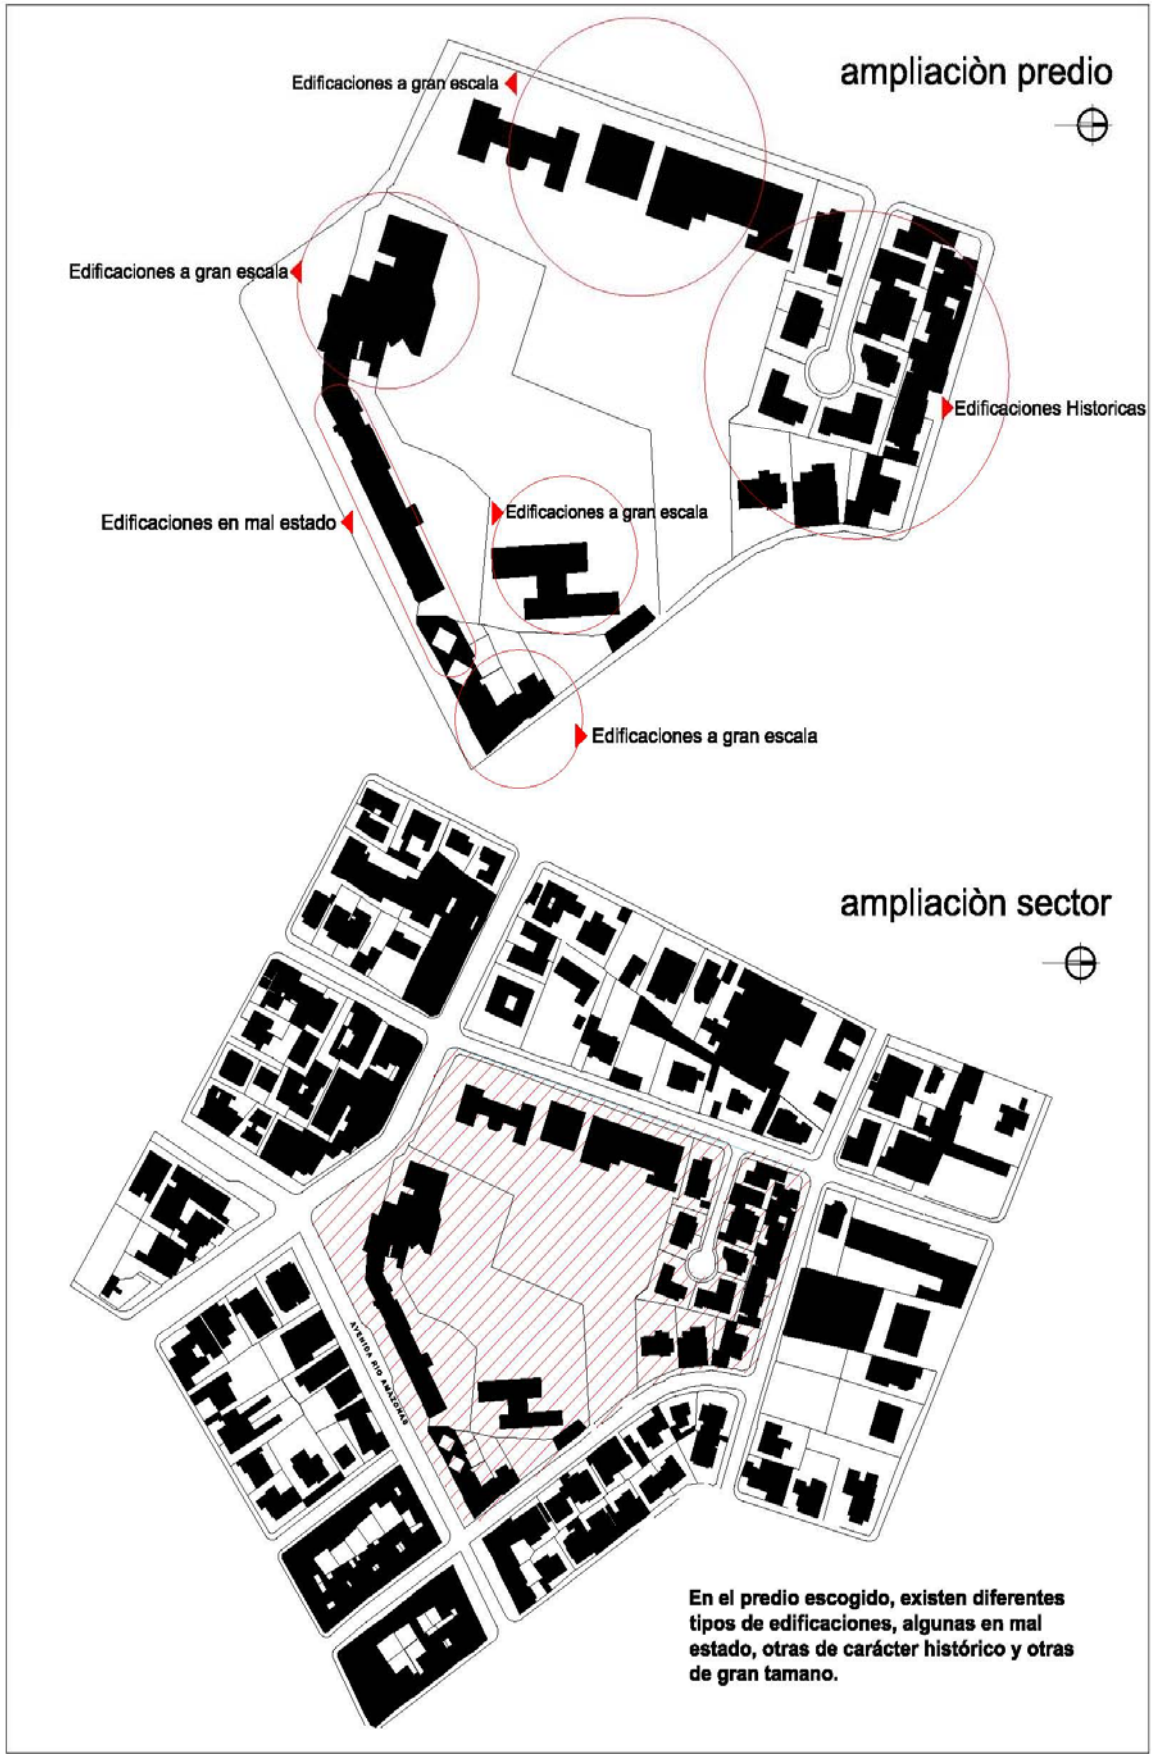 ampliaciòn predio
Edificaciones a gran escala
Edificaciones a gran escala
Edificaciones Historicas
Edificaciones a gran escala
Edificaciones en mal estado
Edificaciones a gran escala
ampliaciòn sector
AVENIDA RIO AMAZONAS
En el predio escogido, existen diferentes
tipos de edificaciones, algunas en mal
estado, otras de carácter histórico y otras
de gran tamano.